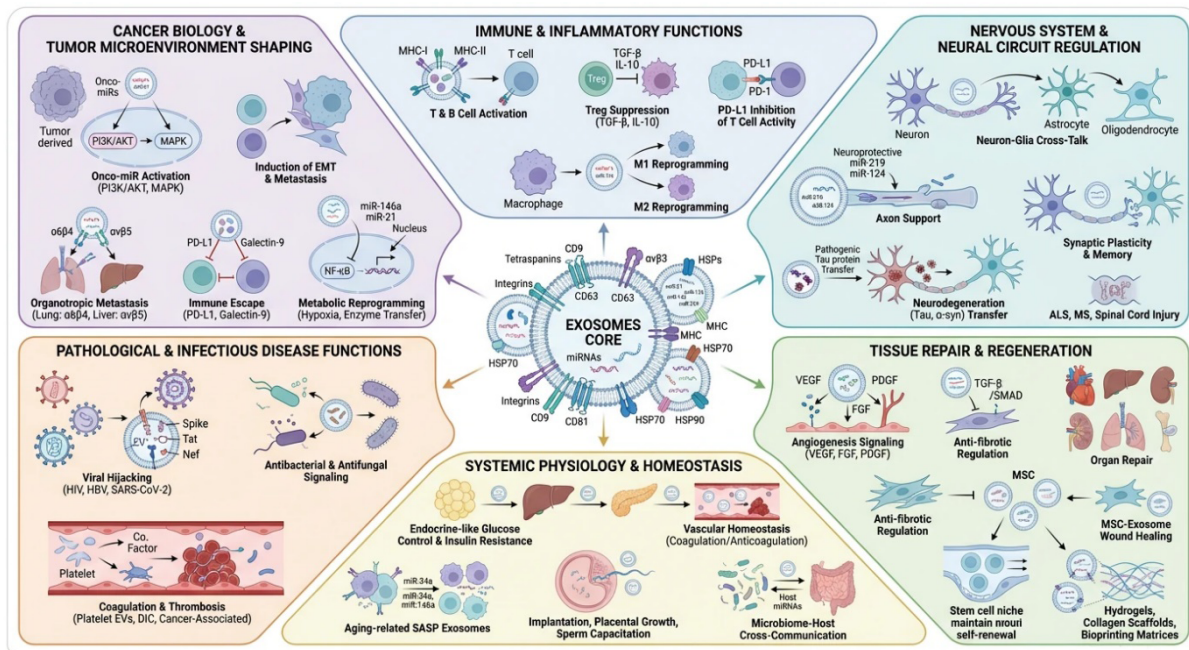 CANCER BIOLOGY &
TUMOR MICROENVIRONMENT SHAPING
Onco-
miRs
Tumor
derived
PI3K/AKT
MAPK
Onco-miR Activation
(PI3K/AKT, MAPK)
Induction of EMT
& Metastasis
α6β4
αvβ5
Organotropic Metastasis
(Lung: α8β4, Liver: αvβ5)
PD-L1
Galectin-9
Immune Escape
(PD-L1, Galectin-9)
miR-146a
miR-21
Nucleus
NF-κB
Metabolic Reprogramming
(Hypoxia, Enzyme Transfer)
IMMUNE & INFLAMMATORY FUNCTIONS
MHC-I
MHC-II
T cell
T & B Cell Activation
TGF-β
IL-10
Treg
Treg Suppression
(TGF-β, IL-10)
PD-L1
PD-1
PD-L1 Inhibition
of T Cell Activity
Macrophage
M1 Reprogramming
M2 Reprogramming
NERVOUS SYSTEM &
NEURAL CIRCUIT REGULATION
Neuron
Astrocyte
Oligodendrocyte
Neuron-Glia Cross-Talk
Neuroprotective
miR-219
miR-124
Axon Support
Synaptic Plasticity
& Memory
Pathogenic
Tau protein
Transfer
Neurodegeneration
(Tau, α-syn) Transfer
ALS, MS, Spinal Cord Injury
Tetraspanins
CD9
CD63
αvβ3
CD63
HSPs
Integrins
HSP70
EXOSOMES
CORE
miRNAs
MHC
MHC
HSP70
Integrins
CD9
CD81
HSP70
HSP90
PATHOLOGICAL & INFECTIOUS DISEASE FUNCTIONS
EV
Spike
Tat
Nef
Viral Hijacking
(HIV, HBV, SARS-CoV-2)
Antibacterial & Antifungal
Signaling
Co.
Factor
Platelet
Coagulation & Thrombosis
(Platelet EVs, DIC, Cancer-Associated)
SYSTEMIC PHYSIOLOGY & HOMEOSTASIS
Endocrine-like Glucose
Control & Insulin Resistance
Vascular Homeostasis
(Coagulation/Anticoagulation)
miR-34a
miR-34a,
miR-146a
Aging-related SASP Exosomes
Implantation, Placental Growth,
Sperm Capacitation
Host
miRNAs
Microbiome-Host
Cross-Communication
TISSUE REPAIR & REGENERATION
VEGF
PDGF
FGF
Angiogenesis Signaling
(VEGF, FGF, PDGF)
TGF-β
/SMAD
Anti-fibrotic
Regulation
Organ Repair
MSC
Anti-fibrotic
Regulation
MSC-Exosome
Wound Healing
Stem cell niche
maintain nroun
self-renewal
Hydrogels,
Collagen Scaffolds,
Bioprinting Matrices